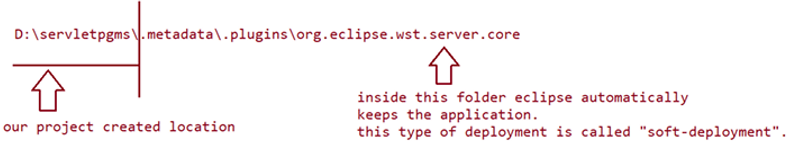 D:\servletpgms\.metadata\.plugins\org.eclipse.wst.server.core
our project created location
inside this folder eclipse automatically
keeps the application.
this type of deployment is called "soft-deployment".